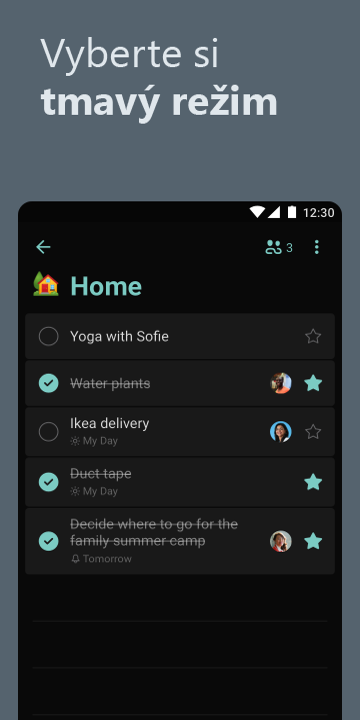 Vyberte si
tmavý režim
12:30
3
Home
Yoga with Sofie
Water plants
Ikea delivery
My Day
Duct tape
My Day
Decide where to go for the
family summer camp
Tomorrow